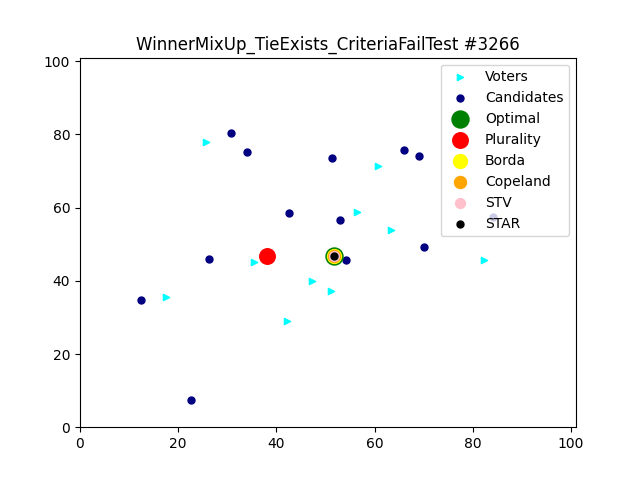 WinnerMixUp_TieExists_CriteriaFailTest #3266
100
80
60
40
20
0
0
20
40
60
80
100
Voters
Candidates
Optimal
Plurality
Borda
Copeland
STV
STAR